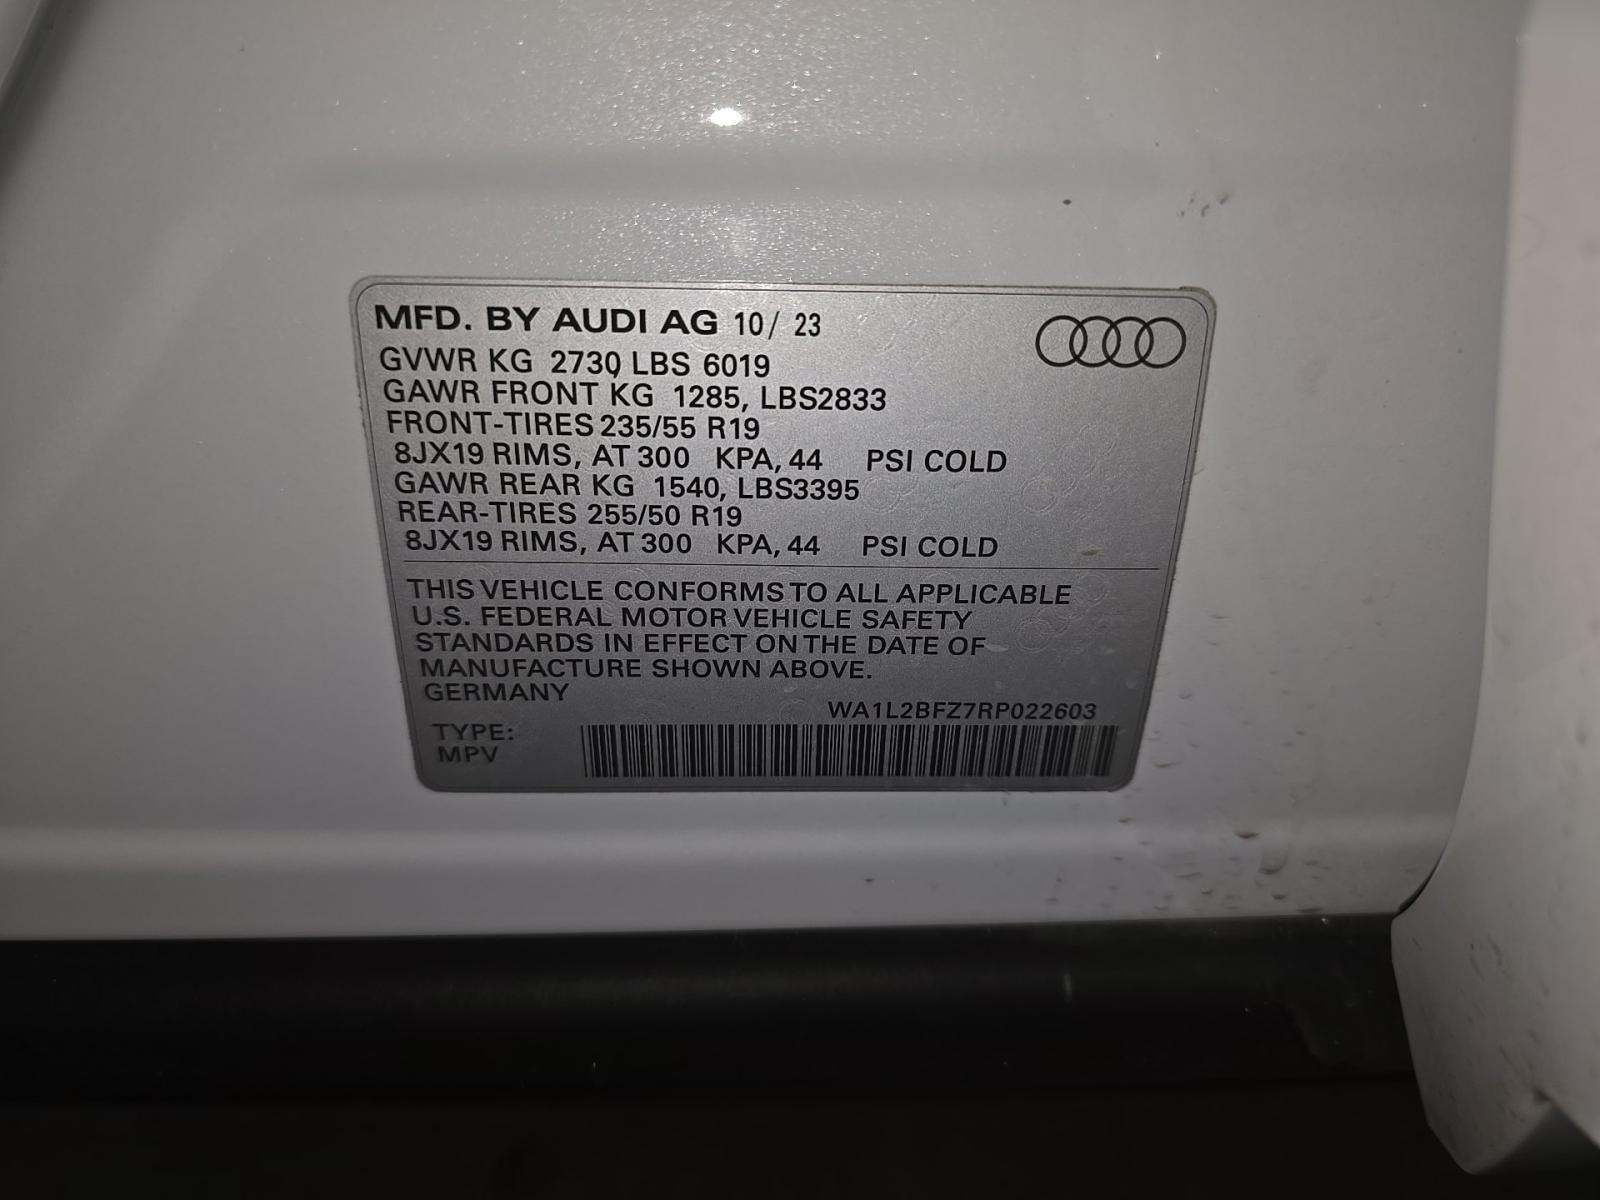 MFD. BY AUDI AG 10/ 23
GVWR KG 2730 LBS 6019
GAWR FRONT KG 1285, LBS2833
FRONT-TIRES 235/55 R19
8JX19 RIMS, AT 300 KPA, 44 PSI COLD
GAWR REAR KG 1540, LBS3395
REAR-TIRES 255/50 R19
8JX19 RIMS, AT 300 KPA, 44 PSI COLD
THIS VEHICLE CONFORMS TO ALL APPLICABLE
U.S. FEDERAL MOTOR VEHICLE SAFETY
STANDARDS IN EFFECT ON THE DATE OF
MANUFACTURE SHOWN ABOVE.
GERMANY
WA1L2BFZ7RP022603
TYPE:
MPV